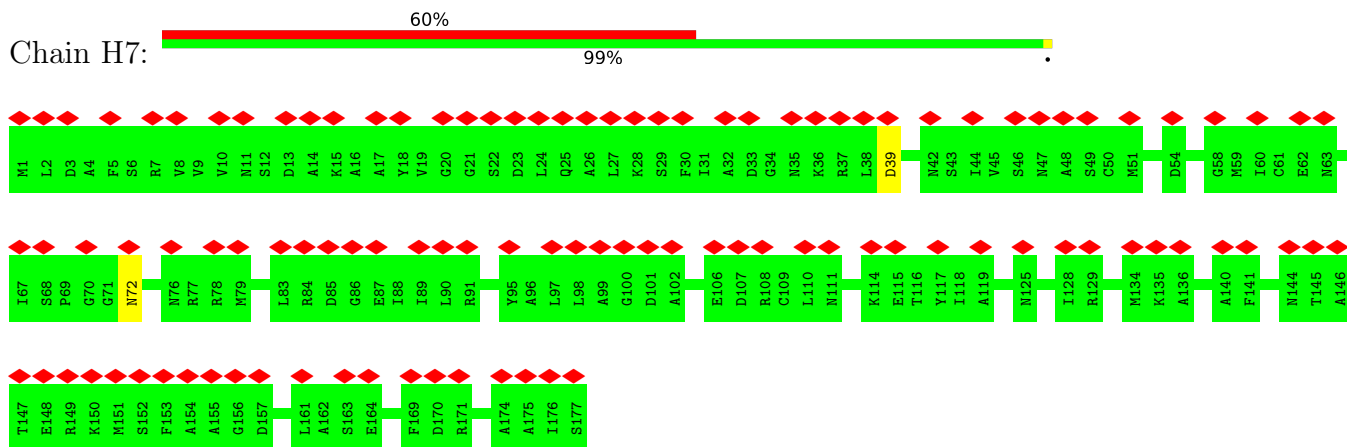 60%
Chain H7:
99%
.
M1 L2 D3 A4 F5 S6 R7 V8 V9 V10 N11 S12 D13 A14 K15 A16 A17 Y18 V19 G20 G21 S22 D23 L24 Q25 A26 L27 K28 S29 F30 I31 A32 D33 G34 N35 K36 R37 L38 D39 N42 S43 I44 V45 S46 N47 A48 S49 C50 M51 D54 G58 M59 I60 C61 E62 N63
I67 S68 P69 G70 G71 N72 N76 R77 R78 M79 L83 R84 D85 G86 E87 I88 I89 L90 R91 Y95 A96 L97 L98 A99 G100 D101 A102 E106 D107 R108 C109 L110 N111 K114 E115 T116 Y117 I118 A119 N125 I128 R129 M134 K135 A136 A140 F141 N144 T145 A146
T147 E148 R149 K150 M151 S152 F153 A154 A155 G156 D157 L161 A162 S163 E164 F169 D170 R171 A174 A175 I176 S177